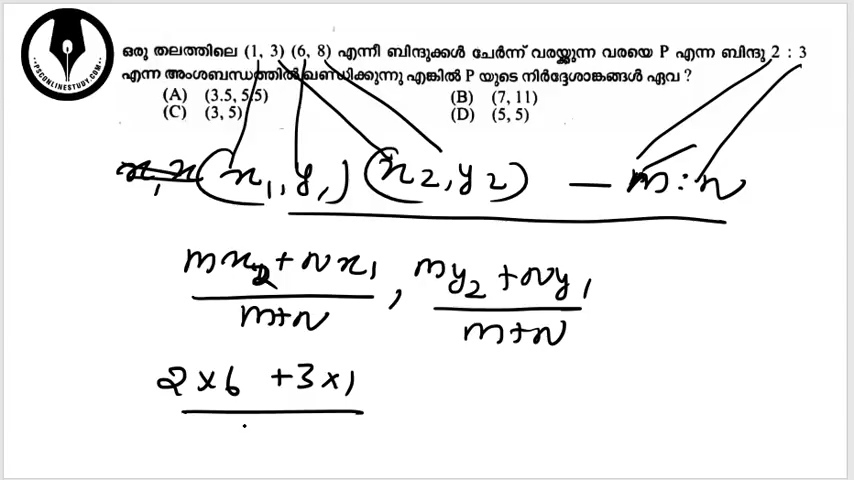 ഒരു തലത്തിലെ (1, 3) (6, 8) എന്നീ ബിന്ദുക്കൾ ചേർന്ന് വരയ്ക്കുന്ന വരയെ P എന്ന ബിന്ദു 2 : 3
എന്ന അംശബന്ധത്തിൽ ഖണ്ഡിക്കുന്നു എങ്കിൽ P യുടെ നിർദ്ദേശാങ്കങ്ങൾ ഏവ ?
(A) (3.5, 5.5) (B) (7, 11)
(C) (3, 5) (D) (5, 5)
PSCONLINESTUDY.COM
(x1, y1) (x2, y2) — m : n
mx2 + nx1 / m+n , my2 + ny1 / m+n
2 × 6 + 3 × 1